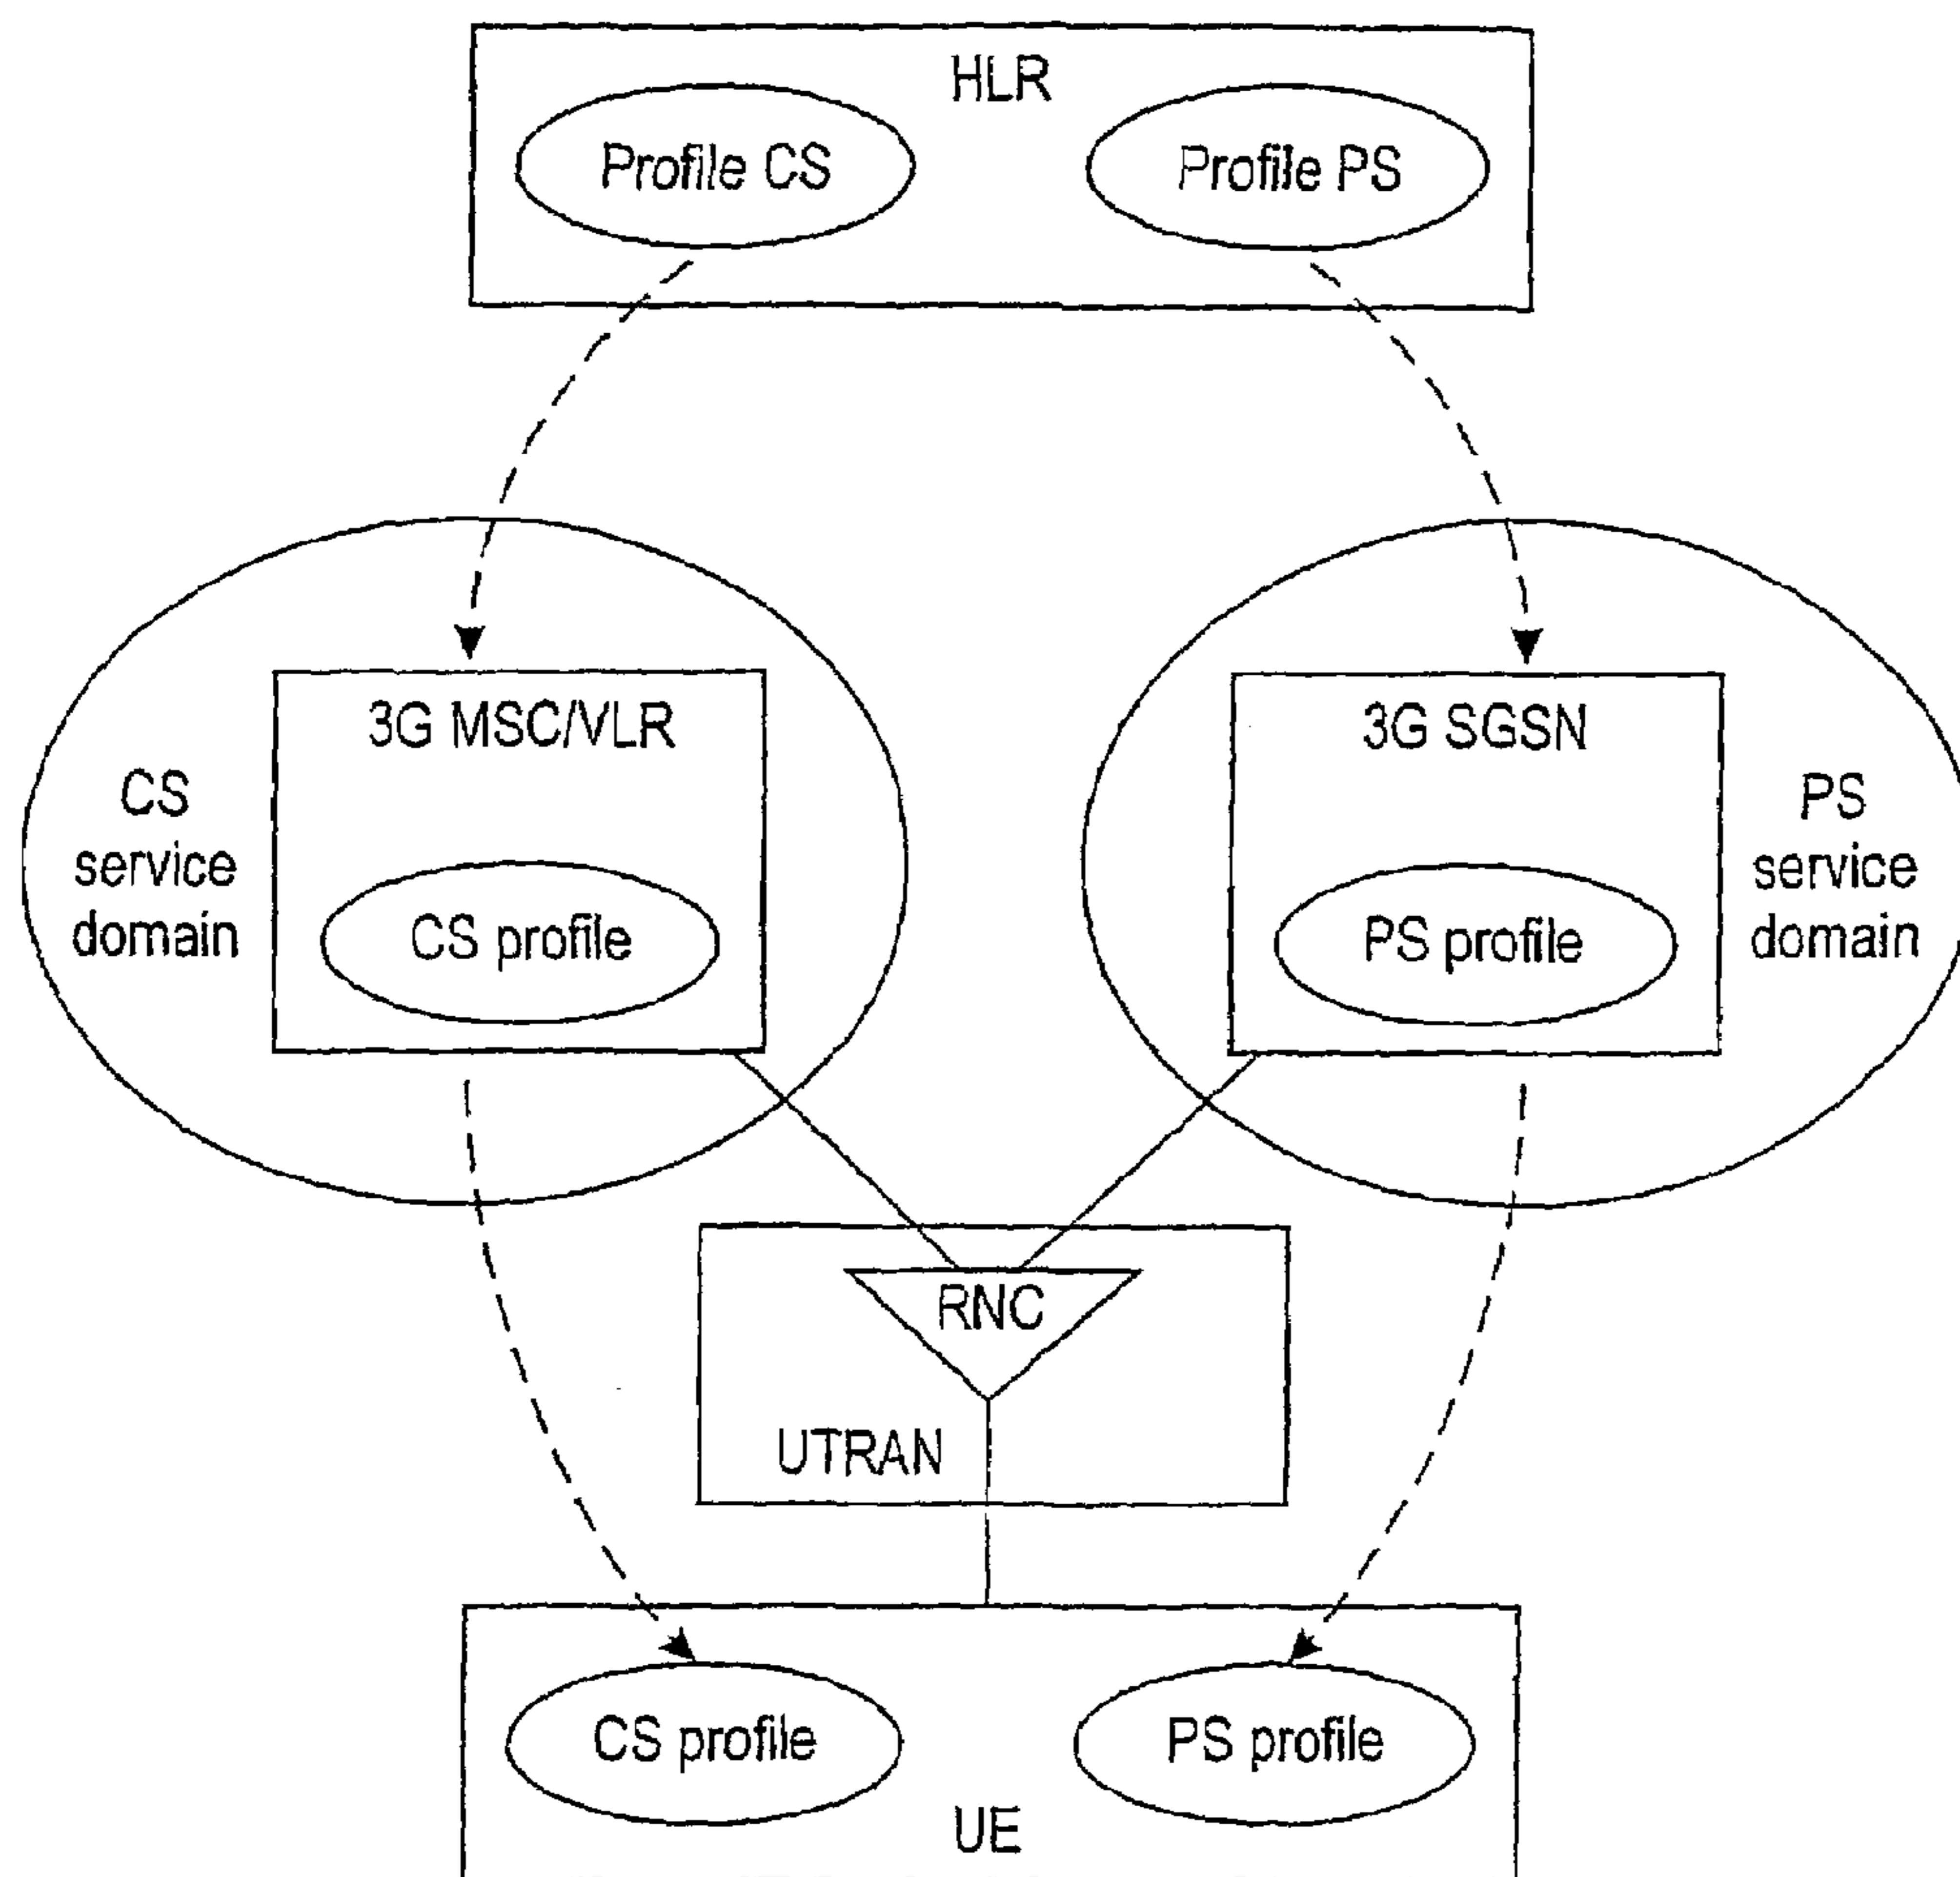 HLR
Profile CS
Profile PS
3G MSC/VLR
CS
service
domain
CS profile
3G SGSN
PS
service
domain
PS profile
RNC
UTRAN
CS profile
PS profile
UE